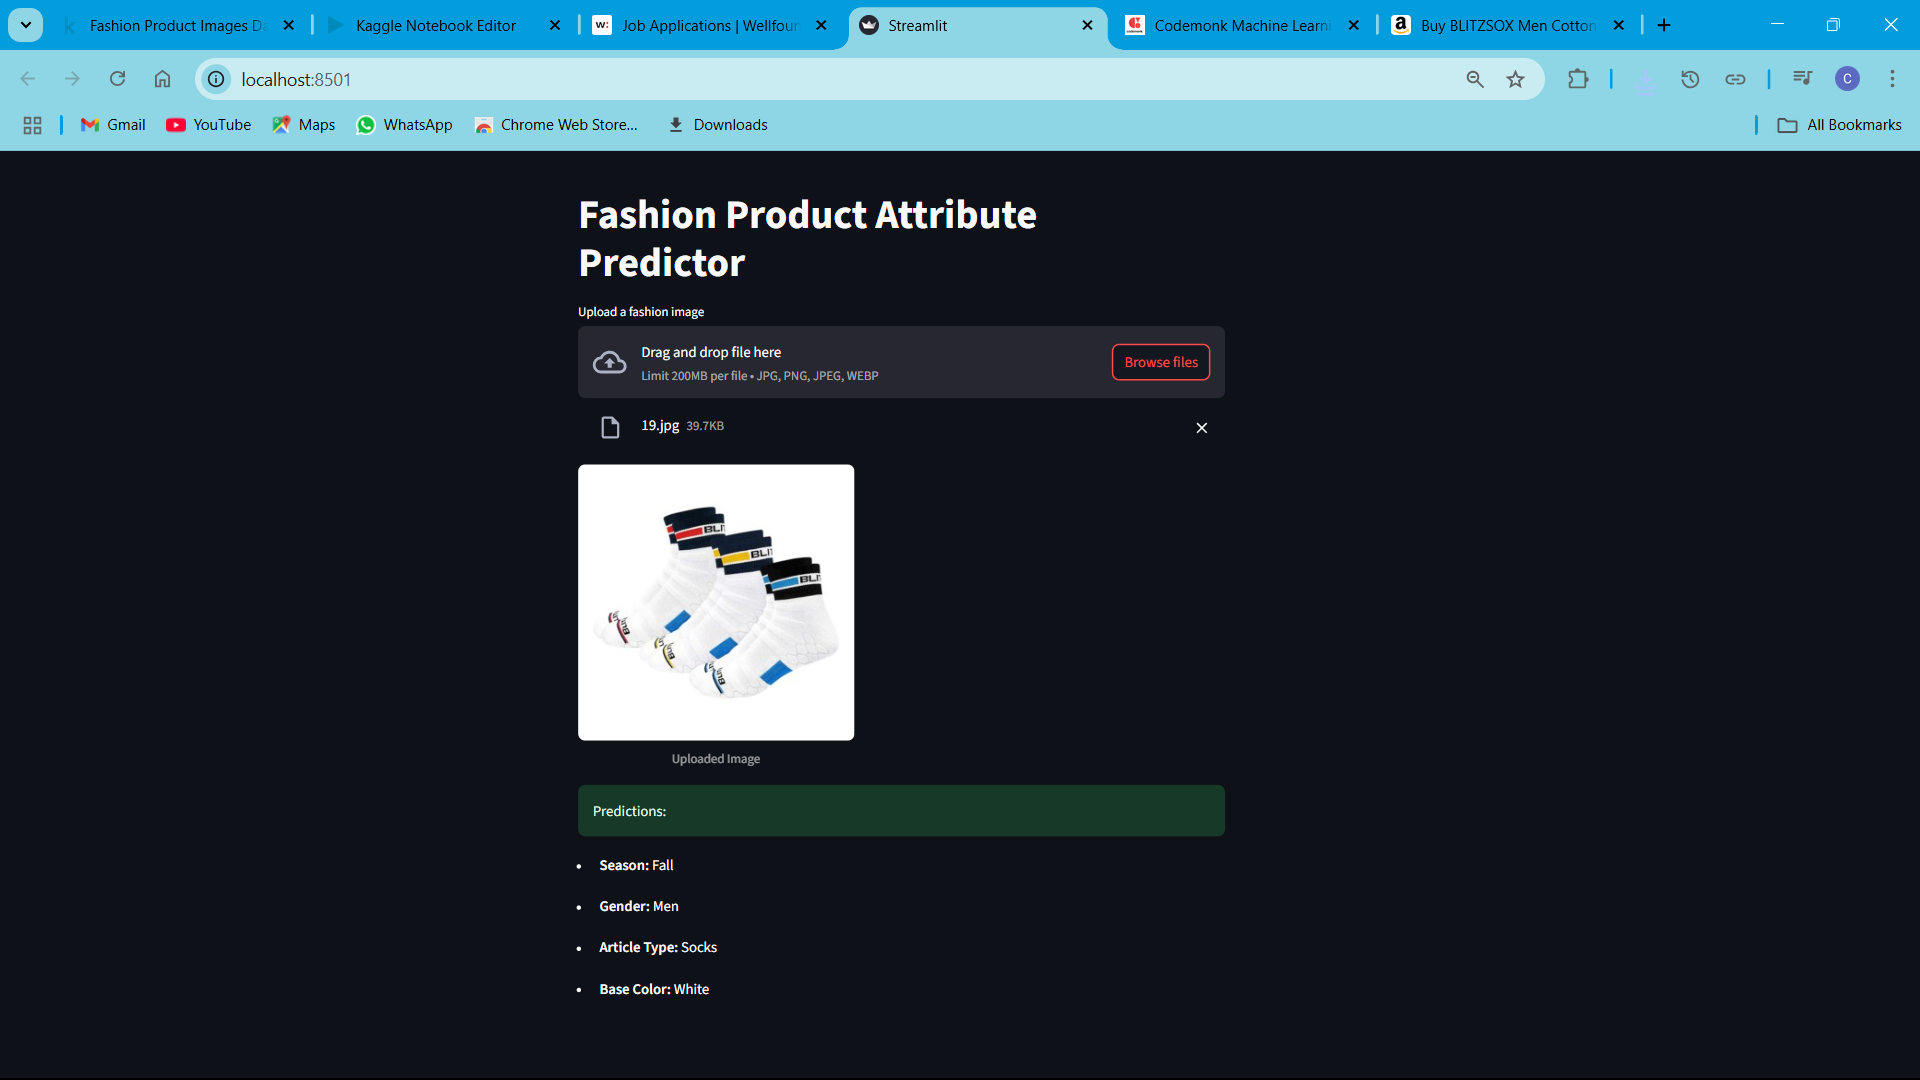 Fashion Product Images Da
Kaggle Notebook Editor
w: Job Applications | Wellfoun
Streamlit
Codemonk Machine Learni
a Buy BLITZSOX Men Cotton
localhost:8501
C
Gmail
YouTube
Maps
WhatsApp
Chrome Web Store...
Downloads
All Bookmarks
Fashion Product Attribute
Predictor
Upload a fashion image
Drag and drop file here
Limit 200MB per file • JPG, PNG, JPEG, WEBP
Browse files
19.jpg 39.7KB
BLIT
BLIT
BLIT
Uploaded Image
Predictions:
• Season: Fall
• Gender: Men
• Article Type: Socks
• Base Color: White